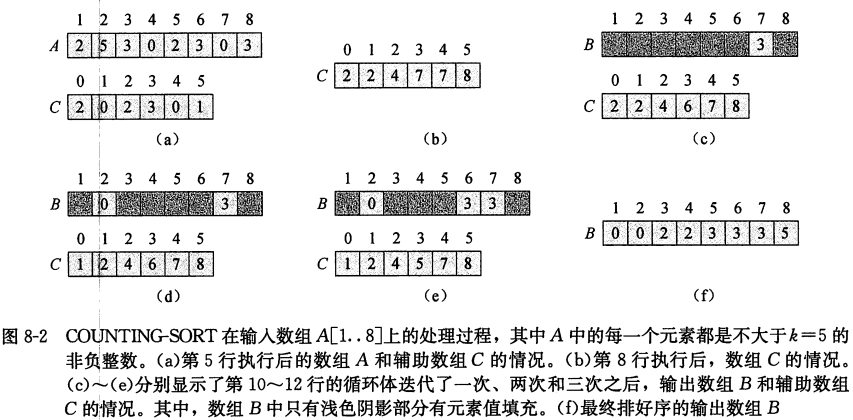 1 2 3 4 5 6 7 8
A 2 5 3 0 2 3 0 3
0 1 2 3 4 5
C 2 0 2 3 0 1
(a)
0 1 2 3 4 5
C 2 2 4 7 7 8
(b)
1 2 3 4 5 6 7 8
B 3
0 1 2 3 4 5
C 2 2 4 6 7 8
(c)
1 2 3 4 5 6 7 8
B 0 3
0 1 2 3 4 5
C 1 2 4 6 7 8
(d)
1 2 3 4 5 6 7 8
B 0 3 3
0 1 2 3 4 5
C 1 2 4 5 7 8
(e)
1 2 3 4 5 6 7 8
B 0 0 2 2 3 3 3 5
(f)
图 8-2 COUNTING-SORT 在输入数组 A[1..8]上的处理过程，其中 A 中的每一个元素都是不大于 k=5 的
非负整数。(a)第 5 行执行后的数组 A 和辅助数组 C 的情况。(b)第 8 行执行后，数组 C 的情况。
(c)～(e)分别显示了第 10～12 行的循环体迭代了一次、两次和三次之后，输出数组 B 和辅助数组
C 的情况。其中，数组 B 中只有浅色阴影部分有元素值填充。(f)最终排好序的输出数组 B